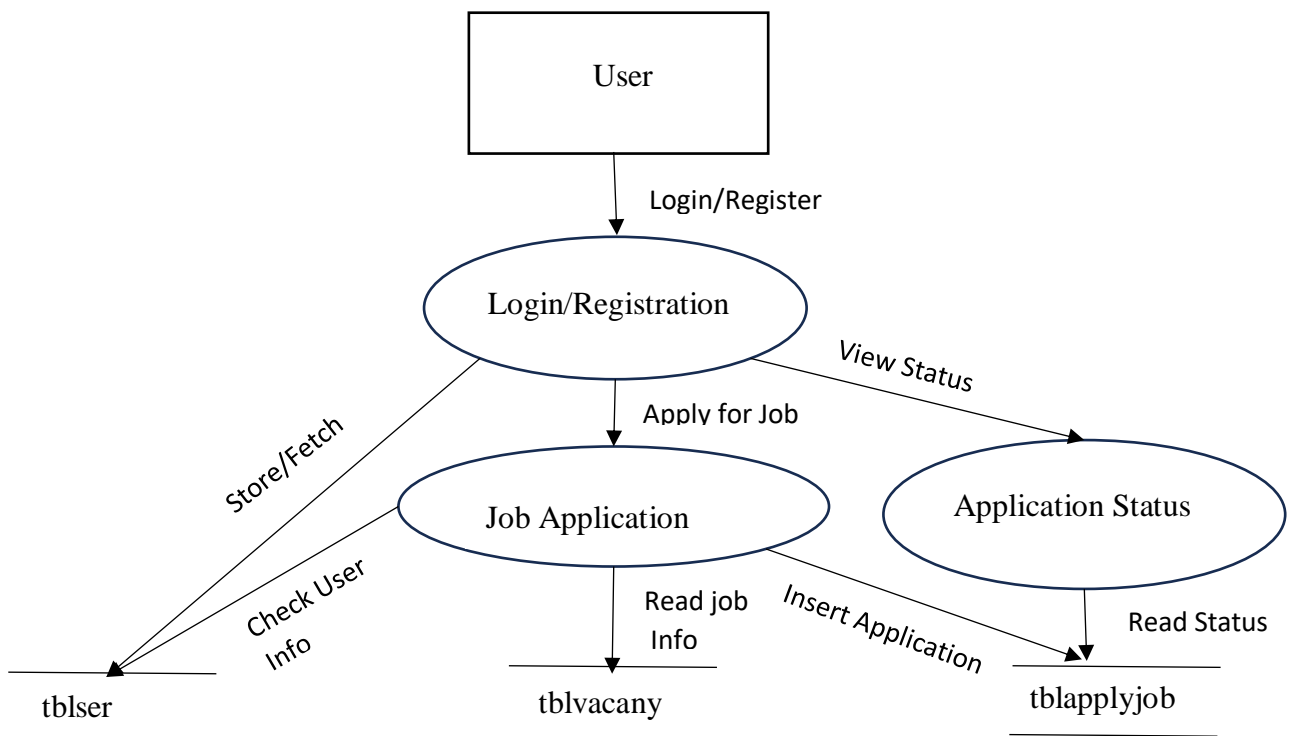 User
Login/Register
Login/Registration
View Status
Apply for Job
Store/Fetch
Job Application
Application Status
Check User
Info
Read job
Info
Insert Application
Read Status
tblser
tblvacany
tblapplyjob